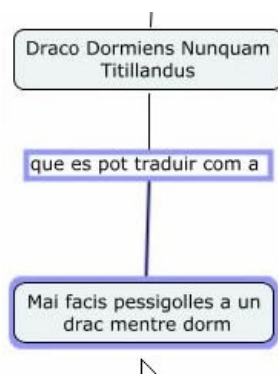 Draco Dormiens Nunquam
Titillandus
que es pot traduir com a
Mai facis pessigolles a un
drac mentre dorm